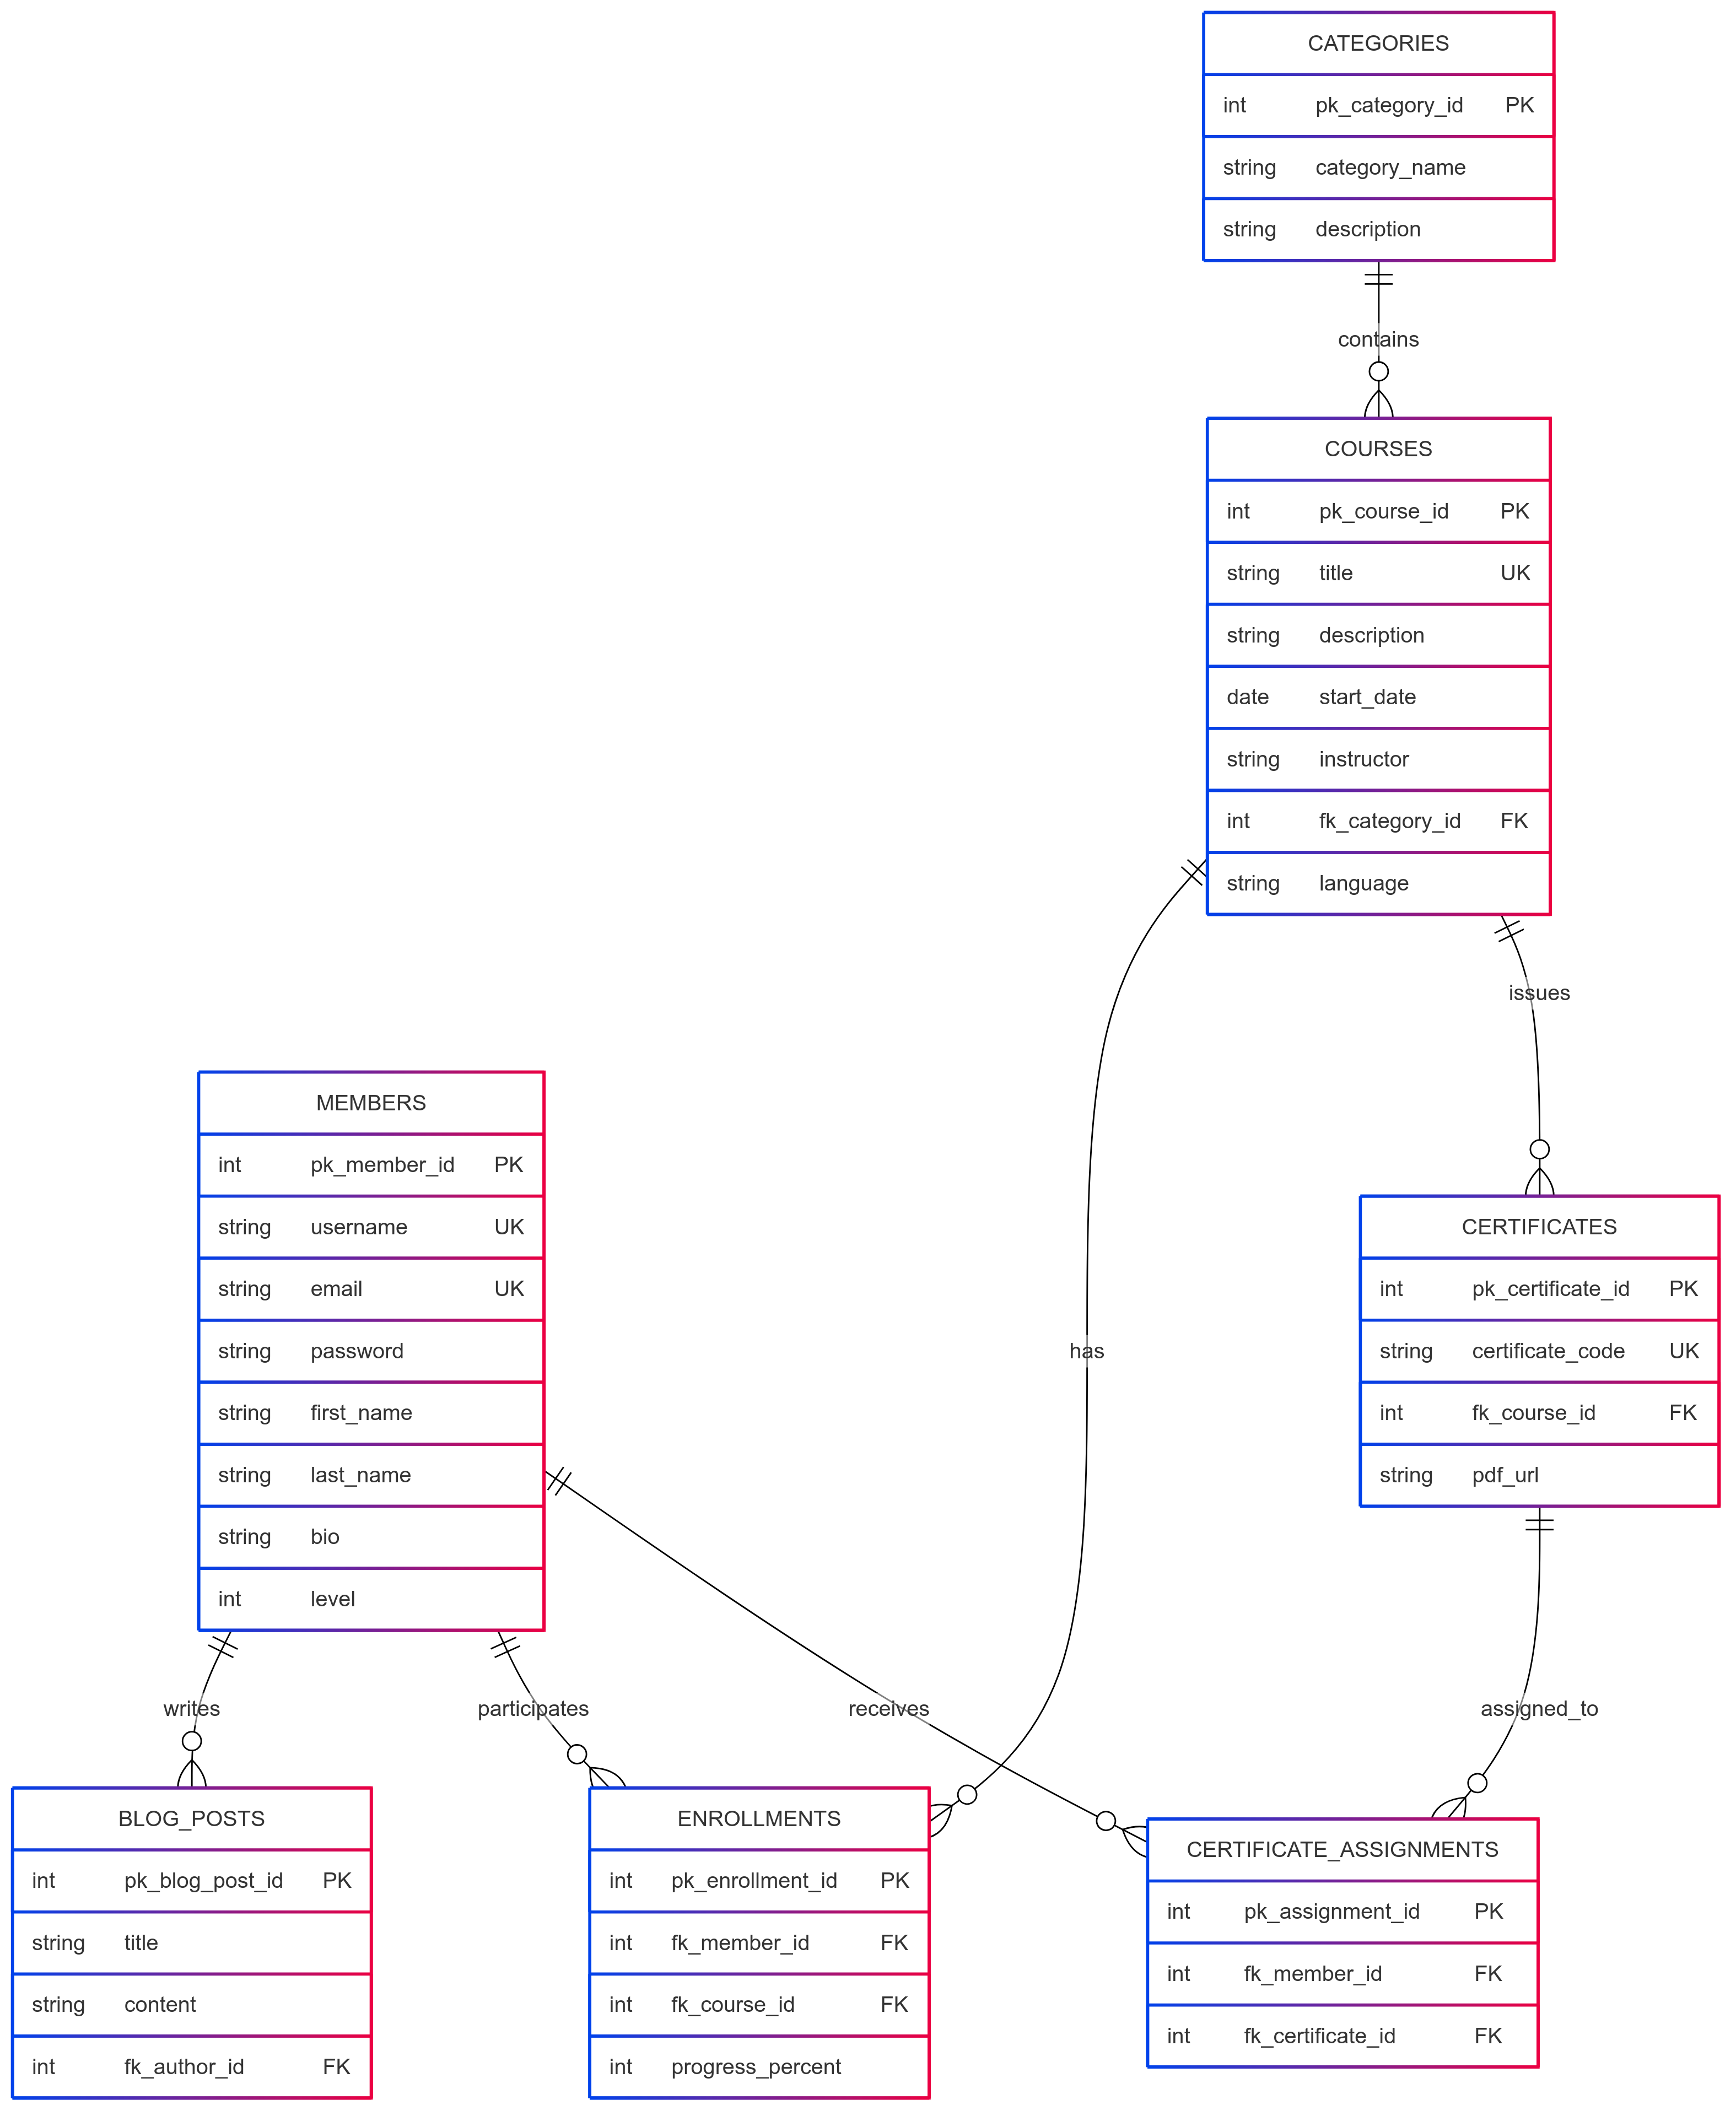 CATEGORIES
int pk_category_id PK
string category_name
string description
contains
COURSES
int pk_course_id PK
string title UK
string description
date start_date
string instructor
int fk_category_id FK
string language
issues
MEMBERS
int pk_member_id PK
string username UK
string email UK
string password
string first_name
string last_name
string bio
int level
has
CERTIFICATES
int pk_certificate_id PK
string certificate_code UK
int fk_course_id FK
string pdf_url
writes
participates
receives
assigned_to
BLOG_POSTS
int pk_blog_post_id PK
string title
string content
int fk_author_id FK
ENROLLMENTS
int pk_enrollment_id PK
int fk_member_id FK
int fk_course_id FK
int progress_percent
CERTIFICATE_ASSIGNMENTS
int pk_assignment_id PK
int fk_member_id FK
int fk_certificate_id FK